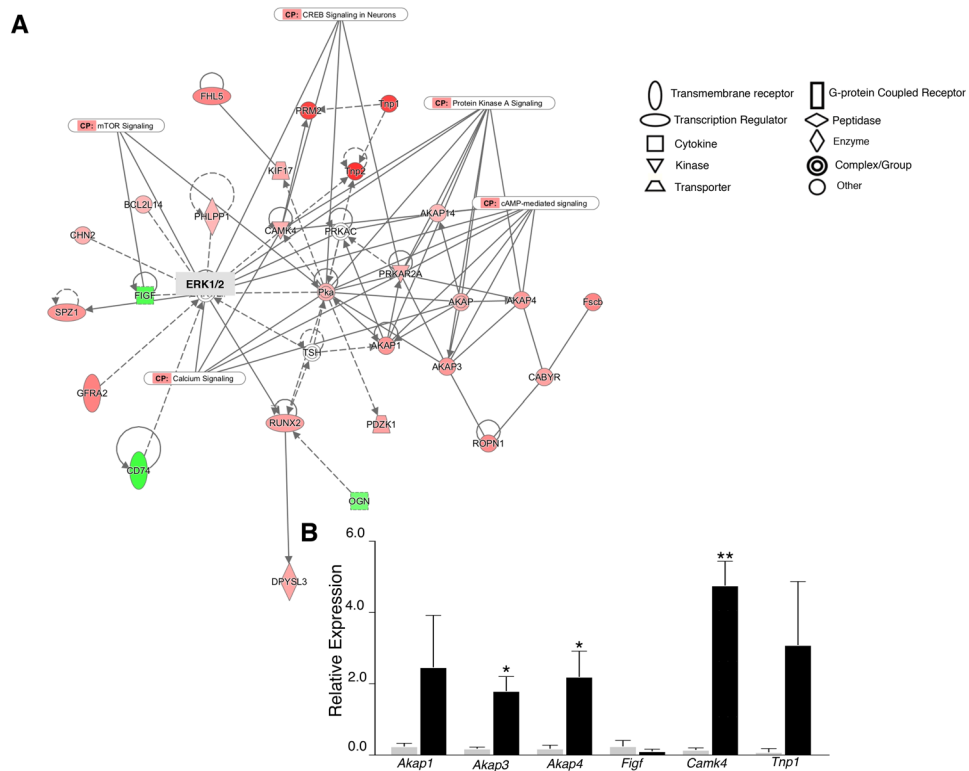 A
CP: CREB Signaling in Neurons
FHL5
PRM2
Tnp1
CP: Protein Kinase A Signaling
CP: mTOR Signaling
KIF17
Tnp2
BCL2L14
PHLPP1
CAMK4
PRKAC
AKAP14
CP: cAMP-mediated signaling
CHN2
PRKAR2A
ERK1/2
FIGF
Pka
AKAP
AKAP4
Fscb
SPZ1
TSH
AKAP1
AKAP3
CABYR
CP: Calcium Signaling
GFRA2
RUNX2
PDZK1
ROPN1
CD74
OGN
DPYSL3
Transmembrane receptor
Transcription Regulator
Cytokine
Kinase
Transporter
G-protein Coupled Receptor
Peptidase
Enzyme
Complex/Group
Other
B
Relative Expression
6.0
4.0
2.0
0.0
* * **
Akap1 Akap3 Akap4 Figf Camk4 Tnp1